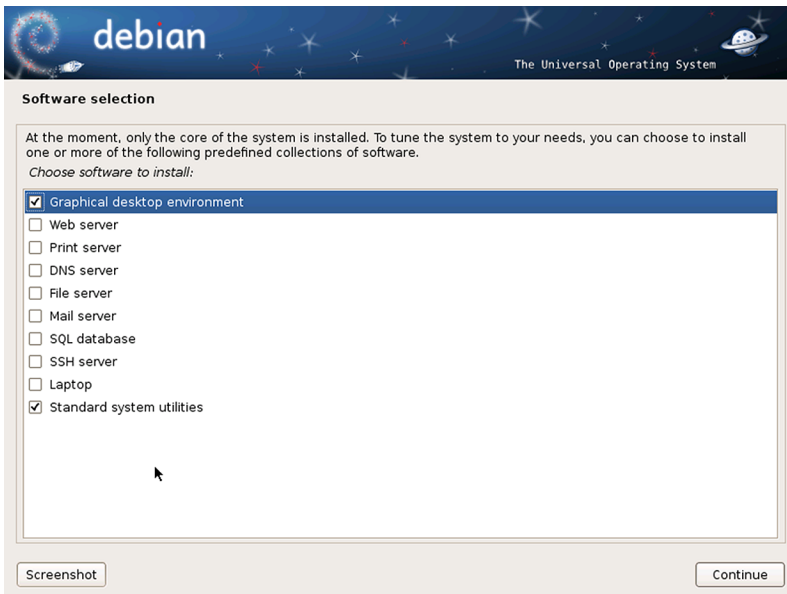 debian
The Universal Operating System
Software selection
At the moment, only the core of the system is installed. To tune the system to your needs, you can choose to install
one or more of the following predefined collections of software.
Choose software to install:
Graphical desktop environment
Web server
Print server
DNS server
File server
Mail server
SQL database
SSH server
Laptop
Standard system utilities
Screenshot
Continue